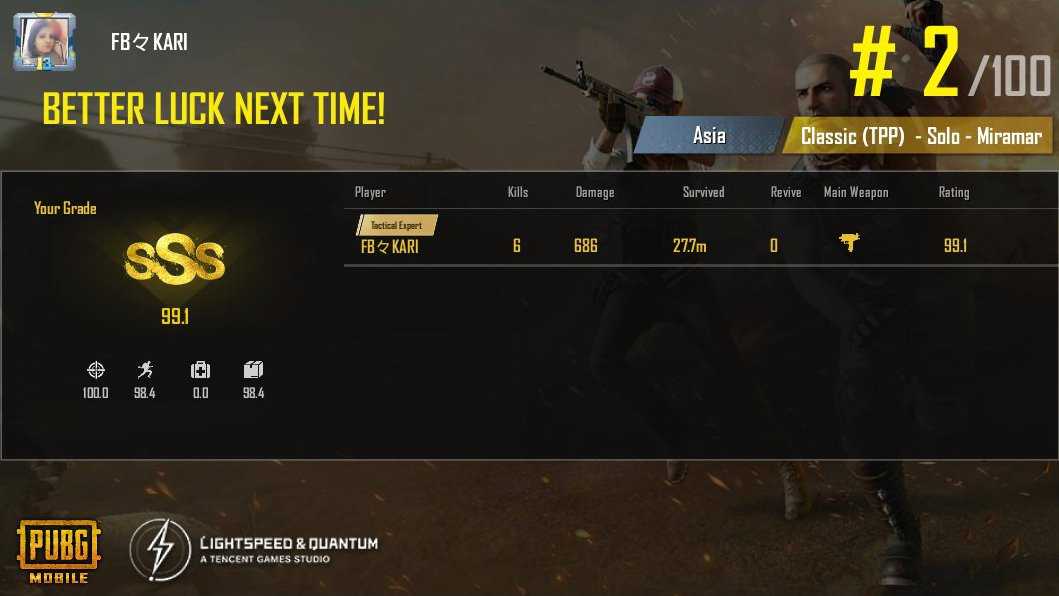 FB々KARI
13
BETTER LUCK NEXT TIME!
# 2/100
Asia
Classic (TPP) - Solo - Miramar
Your Grade
SSS
99.1
100.0 98.4 0.0 98.4
Player Kills Damage Survived Revive Main Weapon Rating
Tactical Expert
FB々KARI 6 686 27.7m 0 99.1
PUBG
MOBILE
LIGHTSPEED & QUANTUM
A TENCENT GAMES STUDIO